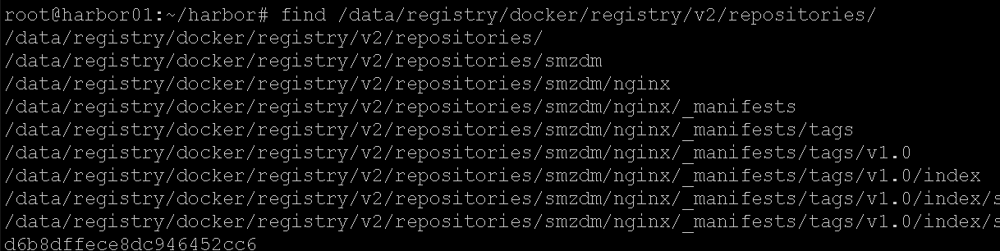 root@harbor01:~/harbor# find /data/registry/docker/registry/v2/repositories/
/data/registry/docker/registry/v2/repositories/
/data/registry/docker/registry/v2/repositories/smzdm
/data/registry/docker/registry/v2/repositories/smzdm/nginx
/data/registry/docker/registry/v2/repositories/smzdm/nginx/_manifests
/data/registry/docker/registry/v2/repositories/smzdm/nginx/_manifests/tags
/data/registry/docker/registry/v2/repositories/smzdm/nginx/_manifests/tags/v1.0
/data/registry/docker/registry/v2/repositories/smzdm/nginx/_manifests/tags/v1.0/index
/data/registry/docker/registry/v2/repositories/smzdm/nginx/_manifests/tags/v1.0/index/s
/data/registry/docker/registry/v2/repositories/smzdm/nginx/_manifests/tags/v1.0/index/s
d6b8dffece8dc946452cc6